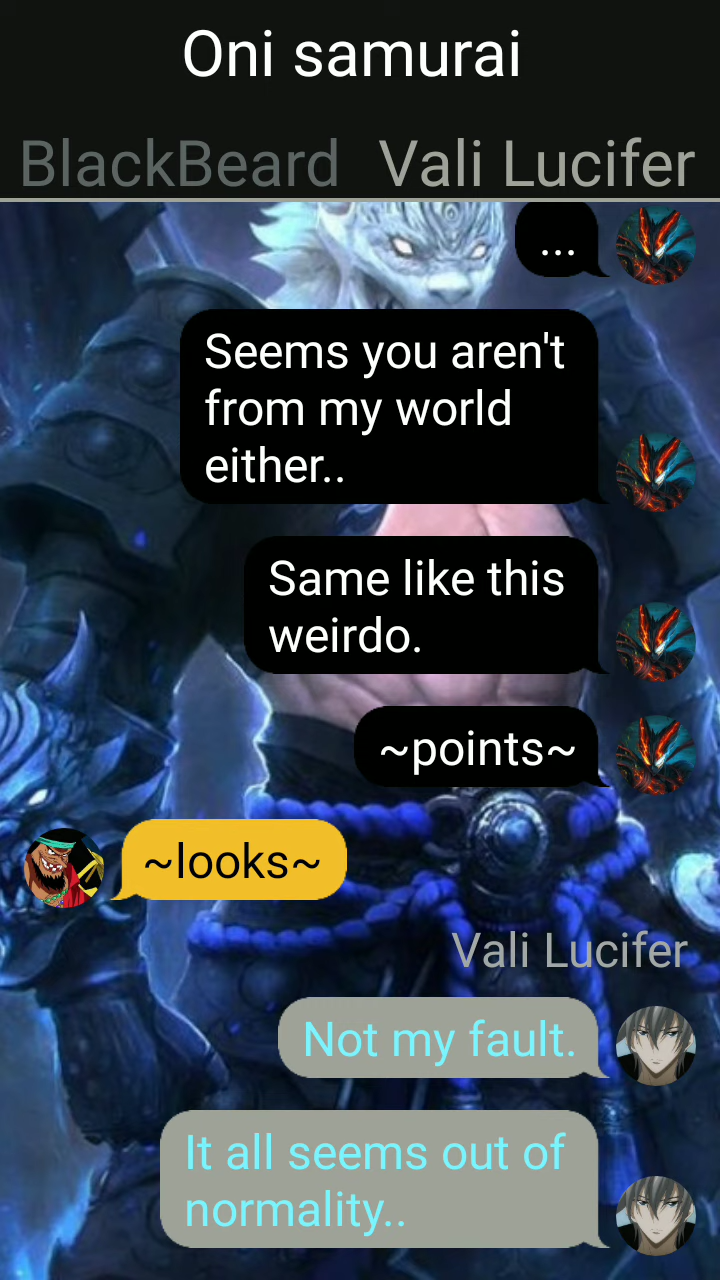 Oni samurai
BlackBeard Vali Lucifer
...
Seems you aren't
from my world
either..
Same like this
weirdo.
~points~
~looks~
Vali Lucifer
Not my fault.
It all seems out of
normality..